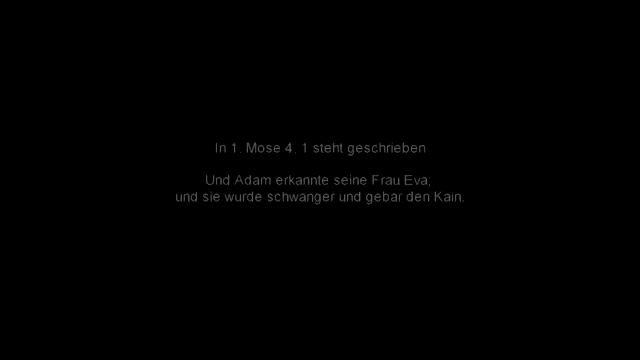 In 1. Mose 4, 1 steht geschrieben
Und Adam erkannte seine Frau Eva;
und sie wurde schwanger und gebar den Kain.